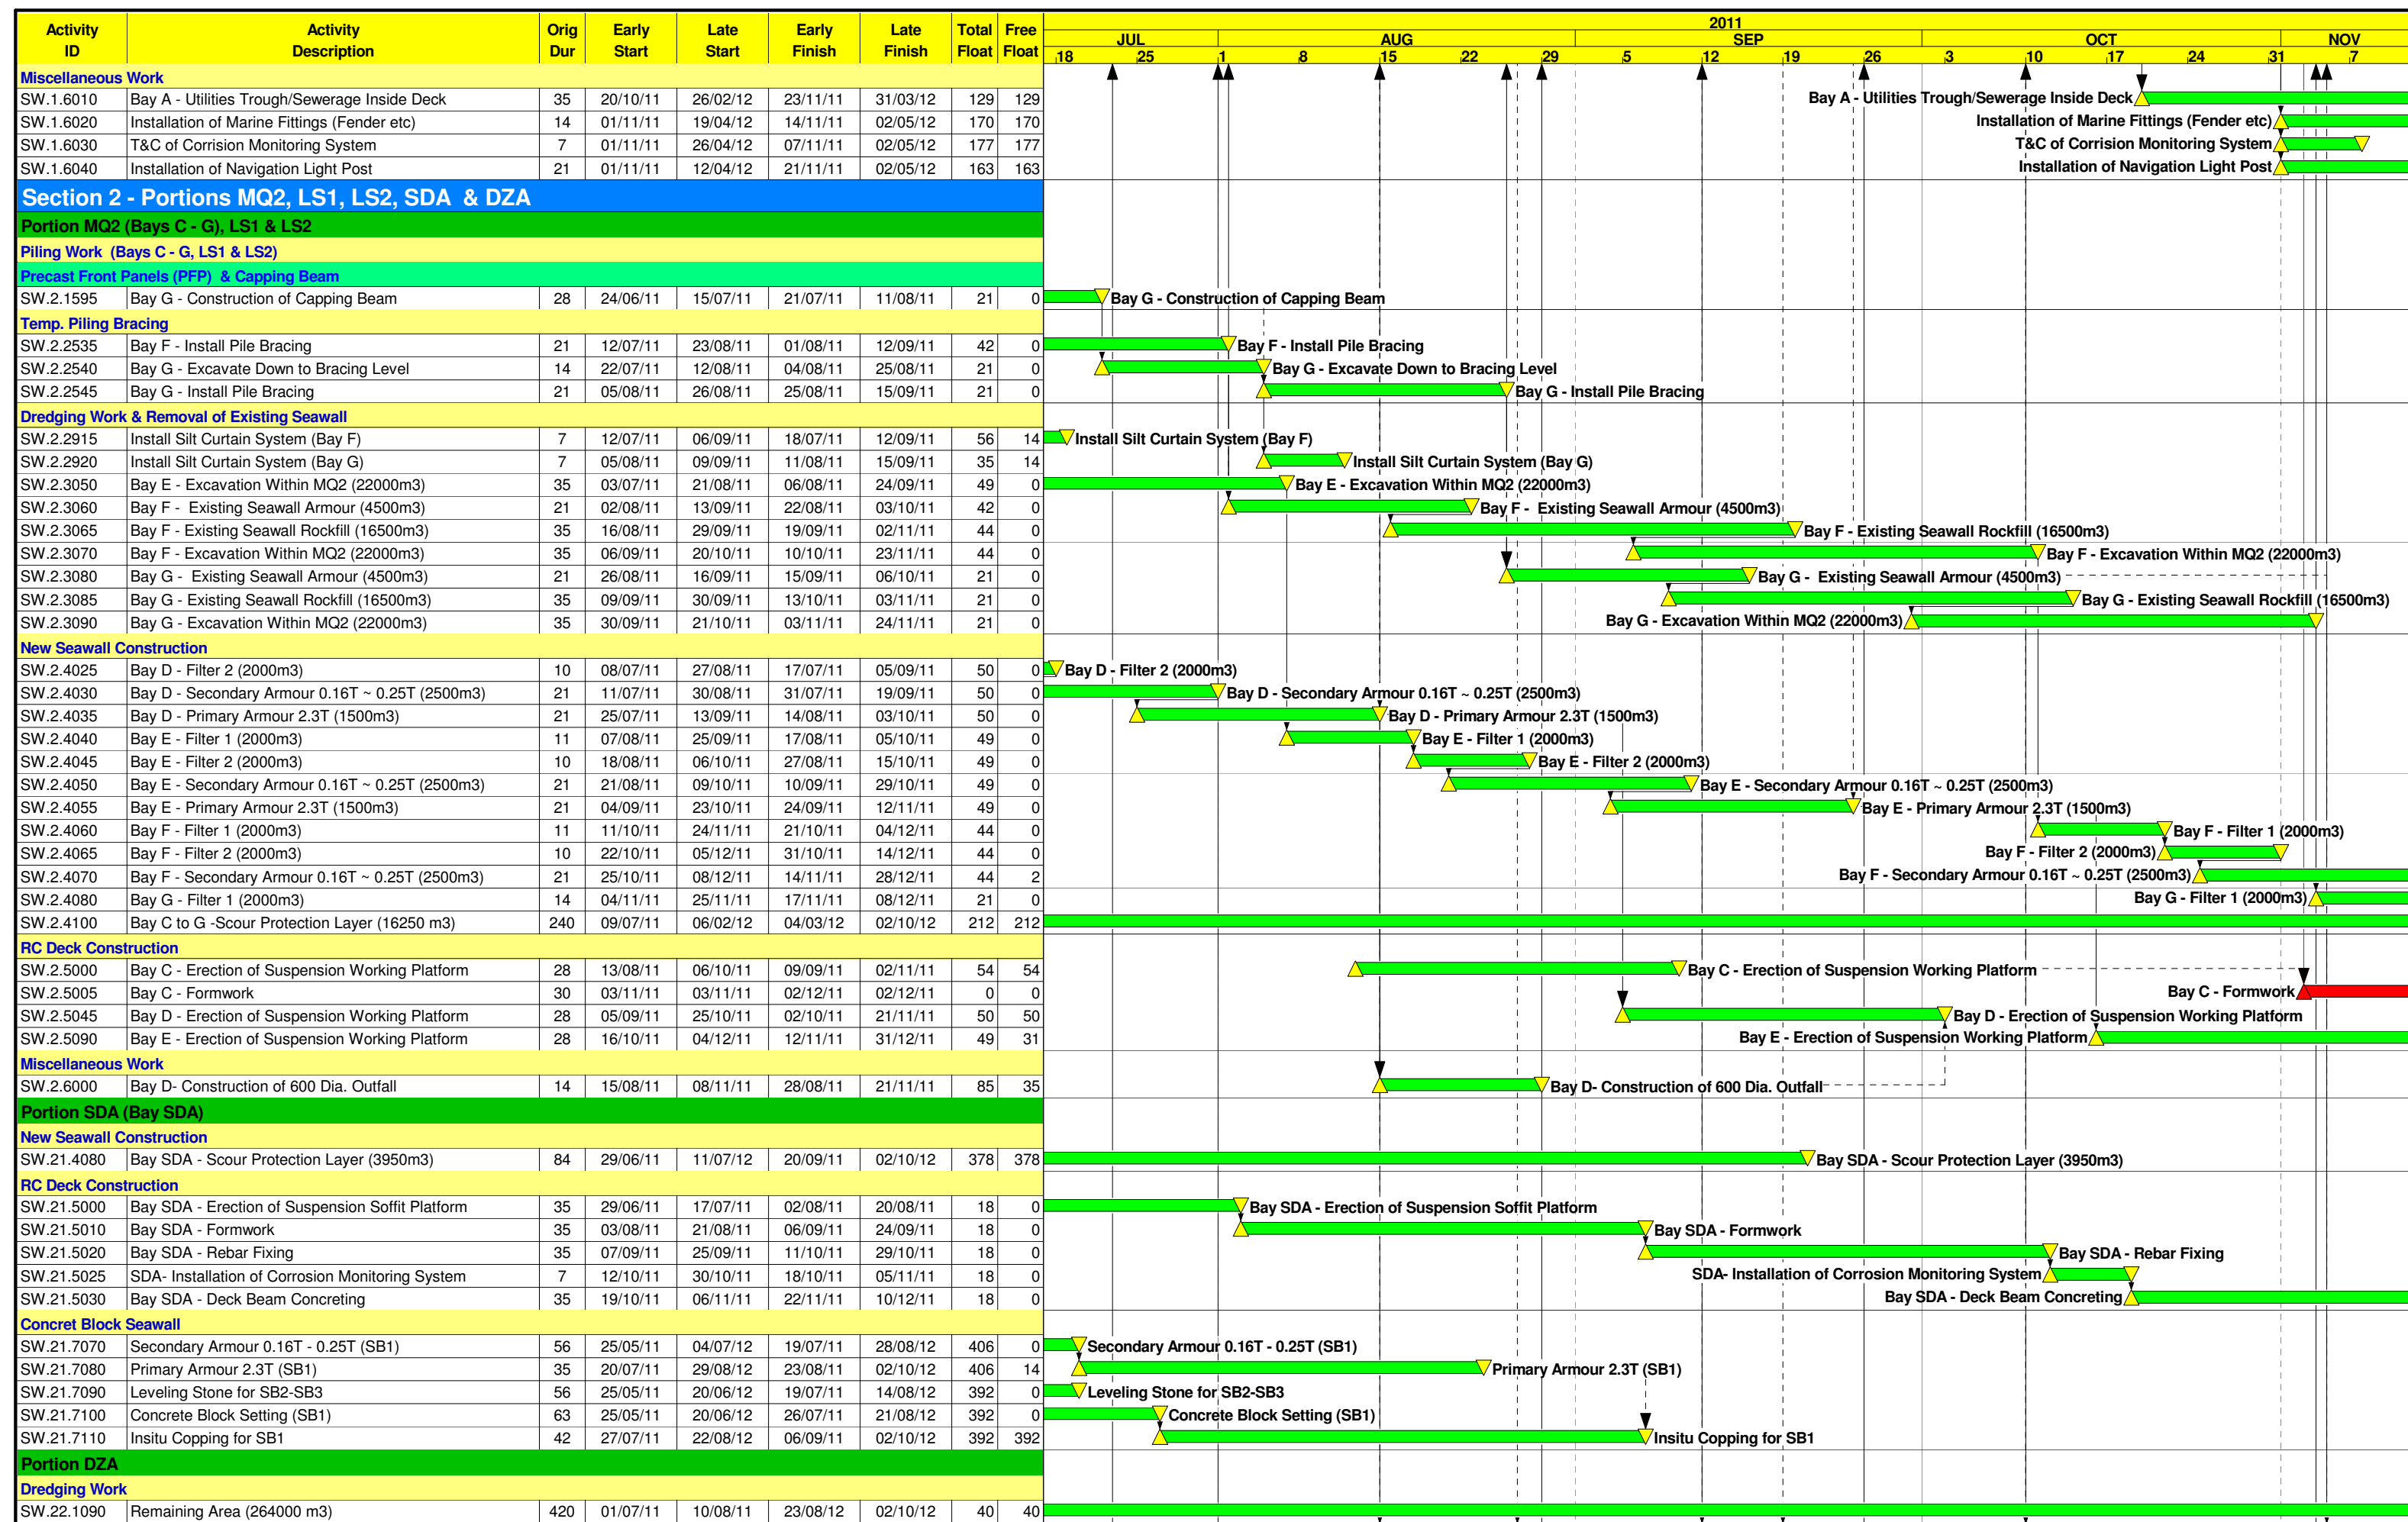 Activity ID Activity Description Orig Dur Early Start Late Start Early Finish Late Finish Total Float Free Float
2011
JUL AUG SEP OCT NOV
18 25 1 8 15 22 29 5 12 19 26 3 10 17 24 31 7
Miscellaneous Work
SW.1.6010 Bay A - Utilities Trough/Sewerage Inside Deck 35 20/10/11 26/02/12 23/11/11 31/03/12 129 129 Bay A - Utilities Trough/Sewerage Inside Deck
SW.1.6020 Installation of Marine Fittings (Fender etc) 14 01/11/11 19/04/12 14/11/11 02/05/12 170 170 Installation of Marine Fittings (Fender etc)
SW.1.6030 T&C of Corrision Monitoring System 7 01/11/11 26/04/12 07/11/11 02/05/12 177 177 T&C of Corrision Monitoring System
SW.1.6040 Installation of Navigation Light Post 21 01/11/11 12/04/12 21/11/11 02/05/12 163 163 Installation of Navigation Light Post
Section 2 - Portions MQ2, LS1, LS2, SDA & DZA
Portion MQ2 (Bays C - G), LS1 & LS2
Piling Work (Bays C - G, LS1 & LS2)
Precast Front Panels (PFP) & Capping Beam
SW.2.1595 Bay G - Construction of Capping Beam 28 24/06/11 15/07/11 21/07/11 11/08/11 21 0 Bay G - Construction of Capping Beam
Temp. Piling Bracing
SW.2.2535 Bay F - Install Pile Bracing 21 12/07/11 23/08/11 01/08/11 12/09/11 42 0 Bay F - Install Pile Bracing
SW.2.2540 Bay G - Excavate Down to Bracing Level 14 22/07/11 12/08/11 04/08/11 25/08/11 21 0 Bay G - Excavate Down to Bracing Level
SW.2.2545 Bay G - Install Pile Bracing 21 05/08/11 26/08/11 25/08/11 15/09/11 21 0 Bay G - Install Pile Bracing
Dredging Work & Removal of Existing Seawall
SW.2.2915 Install Silt Curtain System (Bay F) 7 12/07/11 06/09/11 18/07/11 12/09/11 56 14 Install Silt Curtain System (Bay F)
SW.2.2920 Install Silt Curtain System (Bay G) 7 05/08/11 09/09/11 11/08/11 15/09/11 35 14 Install Silt Curtain System (Bay G)
SW.2.3050 Bay E - Excavation Within MQ2 (22000m3) 35 03/07/11 21/08/11 06/08/11 24/09/11 49 0 Bay E - Excavation Within MQ2 (22000m3)
SW.2.3060 Bay F - Existing Seawall Armour (4500m3) 21 02/08/11 13/09/11 22/08/11 03/10/11 42 0 Bay F - Existing Seawall Armour (4500m3)
SW.2.3065 Bay F - Existing Seawall Rockfill (16500m3) 35 16/08/11 29/09/11 19/09/11 02/11/11 44 0 Bay F - Existing Seawall Rockfill (16500m3)
SW.2.3070 Bay F - Excavation Within MQ2 (22000m3) 35 06/09/11 20/10/11 10/10/11 23/11/11 44 0 Bay F - Excavation Within MQ2 (22000m3)
SW.2.3080 Bay G - Existing Seawall Armour (4500m3) 21 26/08/11 16/09/11 15/09/11 06/10/11 21 0 Bay G - Existing Seawall Armour (4500m3)
SW.2.3085 Bay G - Existing Seawall Rockfill (16500m3) 35 09/09/11 30/09/11 13/10/11 03/11/11 21 0 Bay G - Existing Seawall Rockfill (16500m3)
SW.2.3090 Bay G - Excavation Within MQ2 (22000m3) 35 30/09/11 21/10/11 03/11/11 24/11/11 21 0 Bay G - Excavation Within MQ2 (22000m3)
New Seawall Construction
SW.2.4025 Bay D - Filter 2 (2000m3) 10 08/07/11 27/08/11 17/07/11 05/09/11 50 0 Bay D - Filter 2 (2000m3)
SW.2.4030 Bay D - Secondary Armour 0.16T ~ 0.25T (2500m3) 21 11/07/11 30/08/11 31/07/11 19/09/11 50 0 Bay D - Secondary Armour 0.16T ~ 0.25T (2500m3)
SW.2.4035 Bay D - Primary Armour 2.3T (1500m3) 21 25/07/11 13/09/11 14/08/11 03/10/11 50 0 Bay D - Primary Armour 2.3T (1500m3)
SW.2.4040 Bay E - Filter 1 (2000m3) 11 07/08/11 25/09/11 17/08/11 05/10/11 49 0 Bay E - Filter 1 (2000m3)
SW.2.4045 Bay E - Filter 2 (2000m3) 10 18/08/11 06/10/11 27/08/11 15/10/11 49 0 Bay E - Filter 2 (2000m3)
SW.2.4050 Bay E - Secondary Armour 0.16T ~ 0.25T (2500m3) 21 21/08/11 09/10/11 10/09/11 29/10/11 49 0 Bay E - Secondary Armour 0.16T ~ 0.25T (2500m3)
SW.2.4055 Bay E - Primary Armour 2.3T (1500m3) 21 04/09/11 23/10/11 24/09/11 12/11/11 49 0 Bay E - Primary Armour 2.3T (1500m3)
SW.2.4060 Bay F - Filter 1 (2000m3) 11 11/10/11 24/11/11 21/10/11 04/12/11 44 0 Bay F - Filter 1 (2000m3)
SW.2.4065 Bay F - Filter 2 (2000m3) 10 22/10/11 05/12/11 31/10/11 14/12/11 44 0 Bay F - Filter 2 (2000m3)
SW.2.4070 Bay F - Secondary Armour 0.16T ~ 0.25T (2500m3) 21 25/10/11 08/12/11 14/11/11 28/12/11 44 2 Bay F - Secondary Armour 0.16T ~ 0.25T (2500m3)
SW.2.4080 Bay G - Filter 1 (2000m3) 14 04/11/11 25/11/11 17/11/11 08/12/11 21 0 Bay G - Filter 1 (2000m3)
SW.2.4100 Bay C to G -Scour Protection Layer (16250 m3) 240 09/07/11 06/02/12 04/03/12 02/10/12 212 212
RC Deck Construction
SW.2.5000 Bay C - Erection of Suspension Working Platform 28 13/08/11 06/10/11 09/09/11 02/11/11 54 54 Bay C - Erection of Suspension Working Platform
SW.2.5005 Bay C - Formwork 30 03/11/11 03/11/11 02/12/11 02/12/11 0 0 Bay C - Formwork
SW.2.5045 Bay D - Erection of Suspension Working Platform 28 05/09/11 25/10/11 02/10/11 21/11/11 50 50 Bay D - Erection of Suspension Working Platform
SW.2.5090 Bay E - Erection of Suspension Working Platform 28 16/10/11 04/12/11 12/11/11 31/12/11 49 31 Bay E - Erection of Suspension Working Platform
Miscellaneous Work
SW.2.6000 Bay D- Construction of 600 Dia. Outfall 14 15/08/11 08/11/11 28/08/11 21/11/11 85 35 Bay D- Construction of 600 Dia. Outfall
Portion SDA (Bay SDA)
New Seawall Construction
SW.21.4080 Bay SDA - Scour Protection Layer (3950m3) 84 29/06/11 11/07/12 20/09/11 02/10/12 378 378 Bay SDA - Scour Protection Layer (3950m3)
RC Deck Construction
SW.21.5000 Bay SDA - Erection of Suspension Soffit Platform 35 29/06/11 17/07/11 02/08/11 20/08/11 18 0 Bay SDA - Erection of Suspension Soffit Platform
SW.21.5010 Bay SDA - Formwork 35 03/08/11 21/08/11 06/09/11 24/09/11 18 0 Bay SDA - Formwork
SW.21.5020 Bay SDA - Rebar Fixing 35 07/09/11 25/09/11 11/10/11 29/10/11 18 0 Bay SDA - Rebar Fixing
SW.21.5025 SDA- Installation of Corrosion Monitoring System 7 12/10/11 30/10/11 18/10/11 05/11/11 18 0 SDA- Installation of Corrosion Monitoring System
SW.21.5030 Bay SDA - Deck Beam Concreting 35 19/10/11 06/11/11 22/11/11 10/12/11 18 0 Bay SDA - Deck Beam Concreting
Concret Block Seawall
SW.21.7070 Secondary Armour 0.16T - 0.25T (SB1) 56 25/05/11 04/07/12 19/07/11 28/08/12 406 0 Secondary Armour 0.16T - 0.25T (SB1)
SW.21.7080 Primary Armour 2.3T (SB1) 35 20/07/11 29/08/12 23/08/11 02/10/12 406 14 Primary Armour 2.3T (SB1)
SW.21.7090 Leveling Stone for SB2-SB3 56 25/05/11 20/06/12 19/07/11 14/08/12 392 0 Leveling Stone for SB2-SB3
SW.21.7100 Concrete Block Setting (SB1) 63 25/05/11 20/06/12 26/07/11 21/08/12 392 0 Concrete Block Setting (SB1)
SW.21.7110 Insitu Copping for SB1 42 27/07/11 22/08/12 06/09/11 02/10/12 392 392 Insitu Copping for SB1
Portion DZA
Dredging Work
SW.22.1090 Remaining Area (264000 m3) 420 01/07/11 10/08/11 23/08/12 02/10/12 40 40